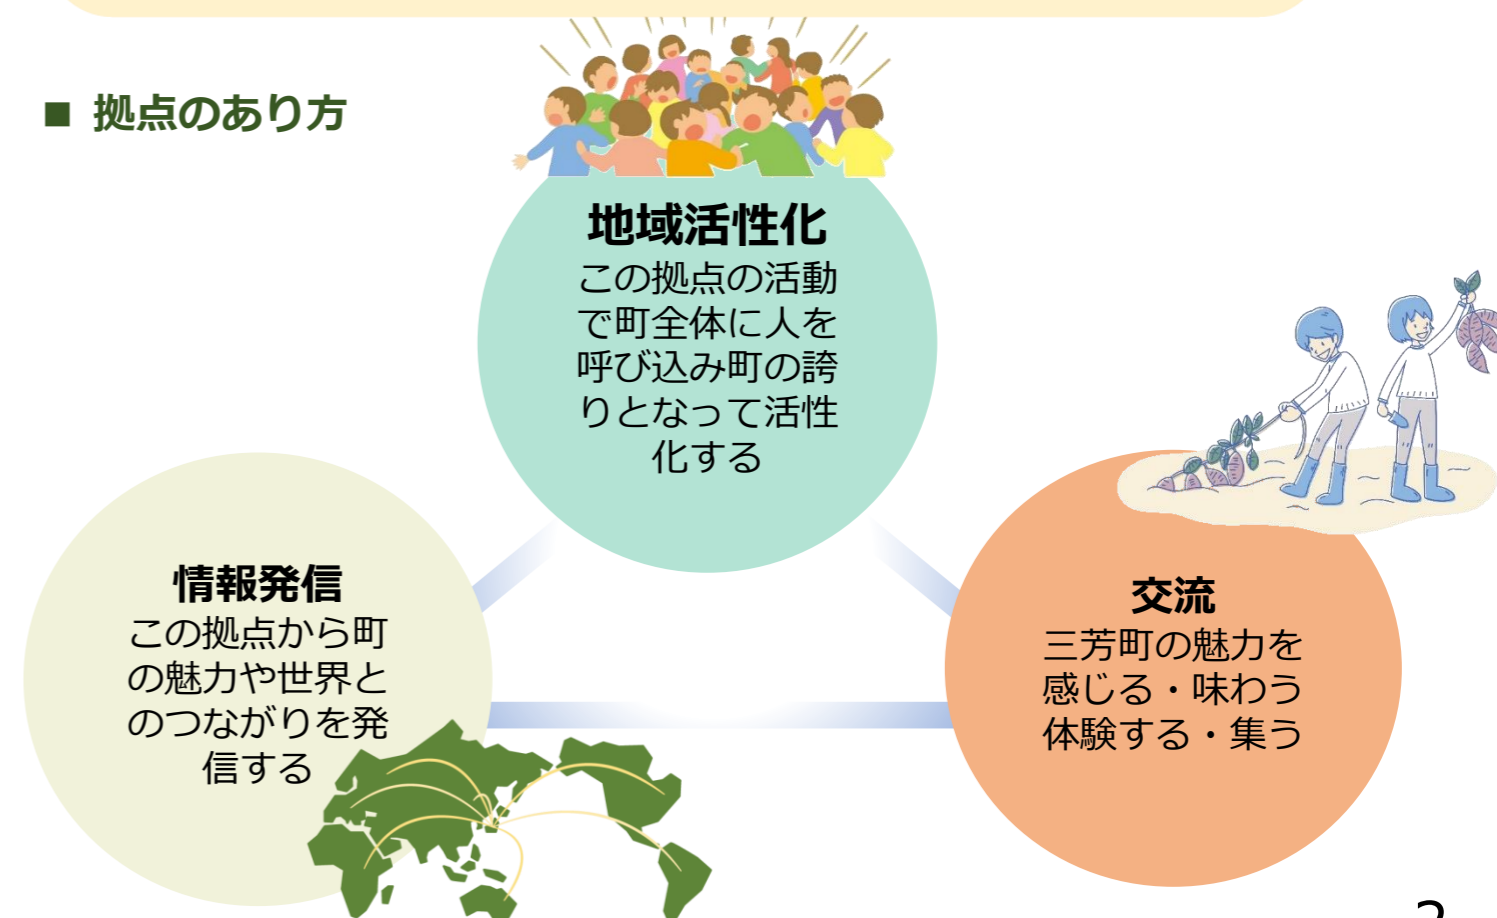 ■ 拠点のあり方
地域活性化
この拠点の活動
で町全体に人を
呼び込み町の誇
りとなって活性
化する
情報発信
この拠点から町
の魅力や世界と
のつながりを発
信する
交流
三芳町の魅力を
感じる・味わう
体験する・集う